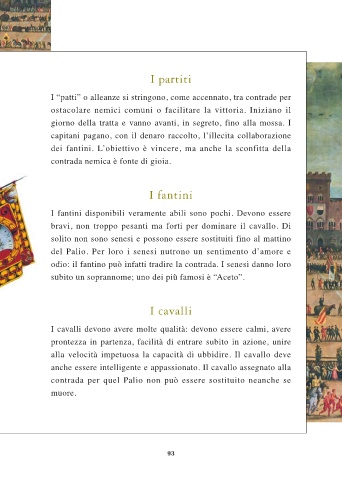 I partiti
I “patti” o alleanze si stringono, come accennato, tra contrade per
ostacolare nemici comuni o facilitare la vittoria. Iniziano il
giorno della tratta e vanno avanti, in segreto, fino alla mossa. I
capitani pagano, con il denaro raccolto, l’illecita collaborazione
dei fantini. L’obiettivo è vincere, ma anche la sconfitta della
contrada nemica è fonte di gioia.
I fantini
I fantini disponibili veramente abili sono pochi. Devono essere
bravi, non troppo pesanti ma forti per dominare il cavallo. Di
solito non sono senesi e possono essere sostituiti fino al mattino
del Palio. Per loro i senesi nutrono un sentimento d’amore e
odio: il fantino può infatti tradire la contrada. I senesi danno loro
subito un soprannome; uno dei più famosi è “Aceto”.
I cavalli
I cavalli devono avere molte qualità: devono essere calmi, avere
prontezza in partenza, facilità di entrare subito in azione, unire
alla velocità impetuosa la capacità di ubbidire. Il cavallo deve
anche essere intelligente e appassionato. Il cavallo assegnato alla
contrada per quel Palio non può essere sostituito neanche se
muore.
93